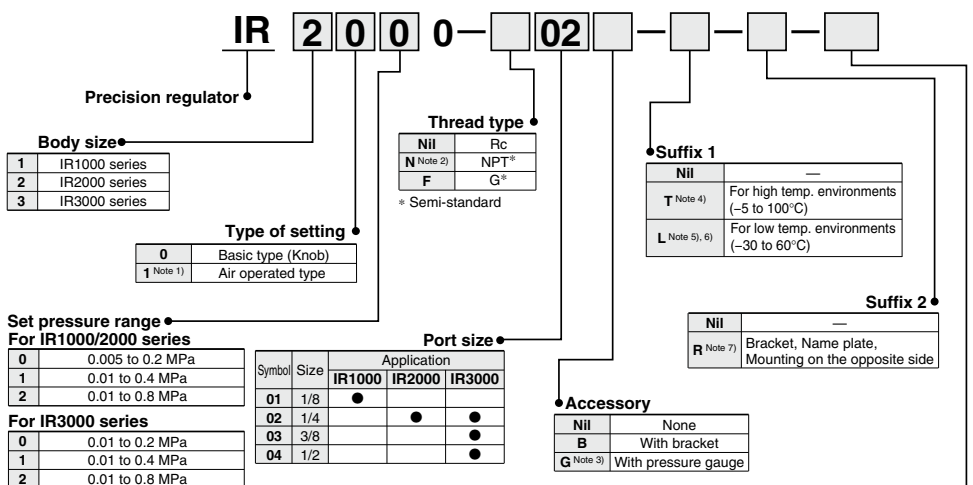 IR 2 0 0 0 — 02 — — —
Precision regulator
Body size
1 IR1000 series
2 IR2000 series
3 IR3000 series
Type of setting
0 Basic type (Knob)
1 Note 1) Air operated type
Set pressure range
For IR1000/2000 series
0 0.005 to 0.2 MPa
1 0.01 to 0.4 MPa
2 0.01 to 0.8 MPa
For IR3000 series
0 0.01 to 0.2 MPa
1 0.01 to 0.4 MPa
2 0.01 to 0.8 MPa
Thread type
Nil Rc
N Note 2) NPT*
F G*
* Semi-standard
Port size
Symbol Size Application
IR1000 IR2000 IR3000
01 1/8 ●
02 1/4 ● ●
03 3/8 ●
04 1/2 ●
Accessory
Nil None
B With bracket
G Note 3) With pressure gauge
Suffix 1
Nil —
T Note 4) For high temp. environments
(–5 to 100°C)
L Note 5), 6) For low temp. environments
(–30 to 60°C)
Suffix 2
Nil —
R Note 7) Bracket, Name plate,
Mounting on the opposite side